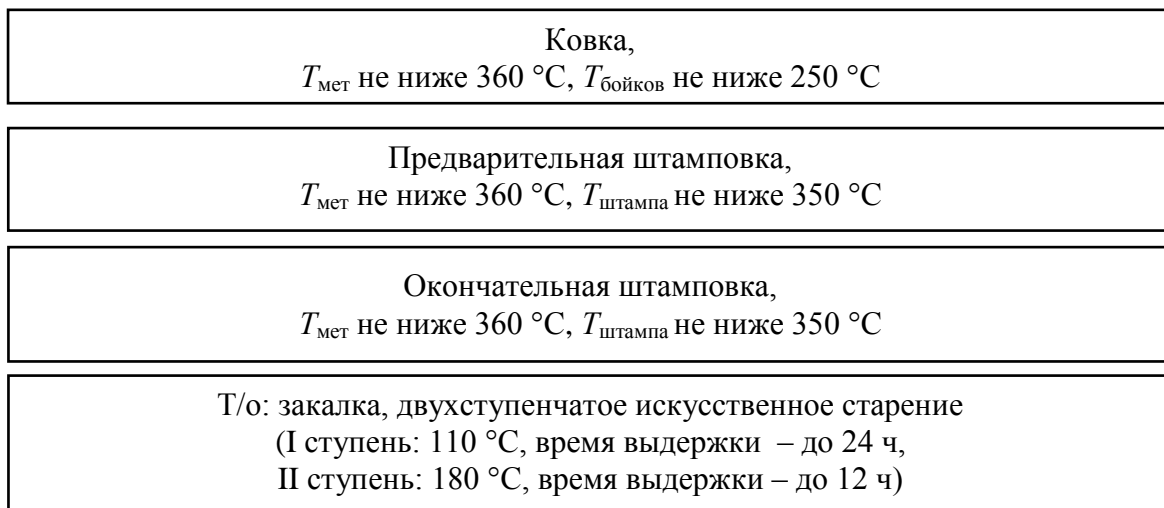 Ковка,
Tмет не ниже 360 °C, Tбойков не ниже 250 °C
Предварительная штамповка,
Tмет не ниже 360 °C, Tштампа не ниже 350 °C
Окончательная штамповка,
Tмет не ниже 360 °C, Tштампа не ниже 350 °C
Т/о: закалка, двухступенчатое искусственное старение
(I ступень: 110 °C, время выдержки – до 24 ч,
II ступень: 180 °C, время выдержки – до 12 ч)